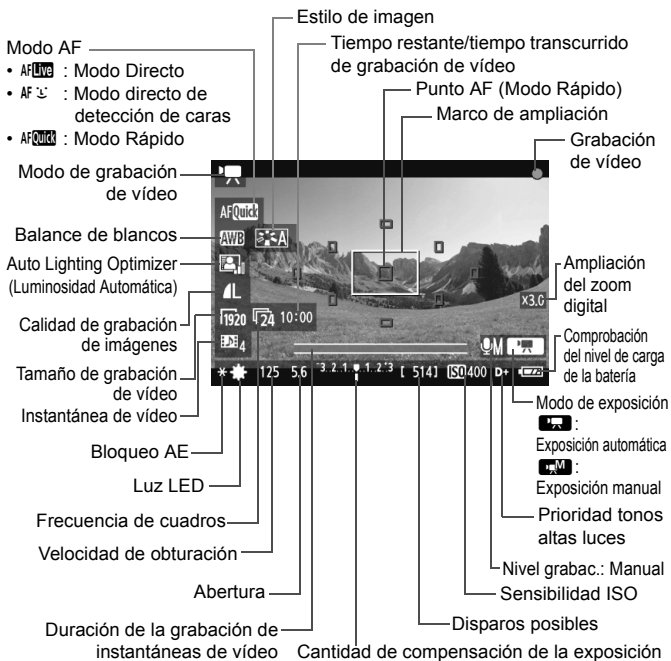 Estilo de imagen
Modo AF
Tiempo restante/tiempo transcurrido
de grabación de vídeo
• AF Live : Modo Directo
• AF : Modo directo de
detección de caras
• AF Quick : Modo Rápido
Punto AF (Modo Rápido)
Marco de ampliación
Grabación
de vídeo
Modo de grabación
de vídeo
AF Quick
Balance de blancos
AWB
A
Auto Lighting Optimizer
(Luminosidad Automática)
Ampliación
del zoom
digital
x3.0
L
Calidad de grabación
de imágenes
1920
24
10:00
4
M
Comprobación
del nivel de carga
de la batería
Tamaño de grabación
de vídeo
Instantánea de vídeo
125 5.6 ¯3..2..1..1..2.⁺3 [ 514] ISO 400 D+
Modo de exposición
:
Exposición automática
M :
Exposición manual
Bloqueo AE
Luz LED
Frecuencia de cuadros
Prioridad tonos
altas luces
Velocidad de obturación
Nivel grabac.: Manual
Abertura
Sensibilidad ISO
Duración de la grabación de
instantáneas de vídeo
Disparos posibles
Cantidad de compensación de la exposición